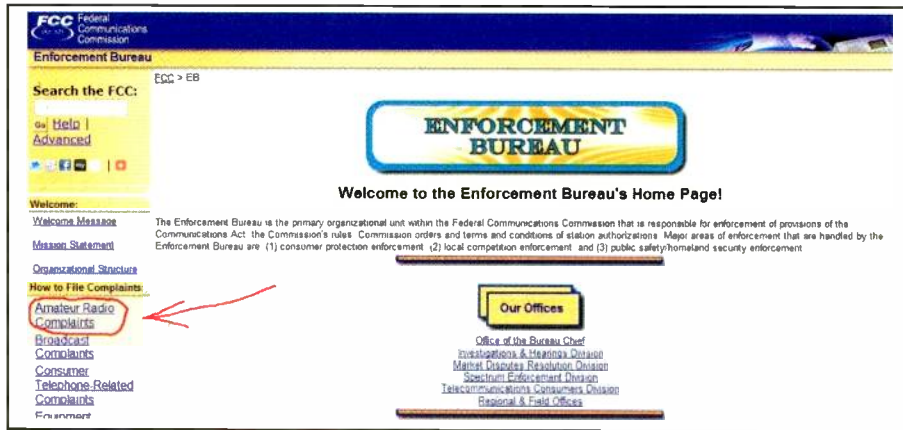 FCC Federal
Communications
Commission
Enforcement Bureau
FCC > EB
Search the FCC:
Go Help |
Advanced
|
ENFORCEMENT
BUREAU
Welcome to the Enforcement Bureau's Home Page!
Welcome:
Welcome Message
Mission Statement
Organizational Structure
The Enforcement Bureau is the primary organizational unit within the Federal Communications Commission that is responsible for enforcement of provisions of the
Communications Act the Commission's rules Commission orders and terms and conditions of station authorizations Major areas of enforcement that are handled by the
Enforcement Bureau are (1) consumer protection enforcement (2) local competition enforcement and (3) public safety/homeland security enforcement
How to File Complaints:
Amateur Radio
Complaints
Broadcast
Complaints
Consumer
Telephone-Related
Complaints
Equipment
Our Offices
Office of the Bureau Chief
Investigations & Hearings Division
Market Disputes Resolution Division
Spectrum Enforcement Division
Telecommunications Consumers Division
Regional & Field Offices